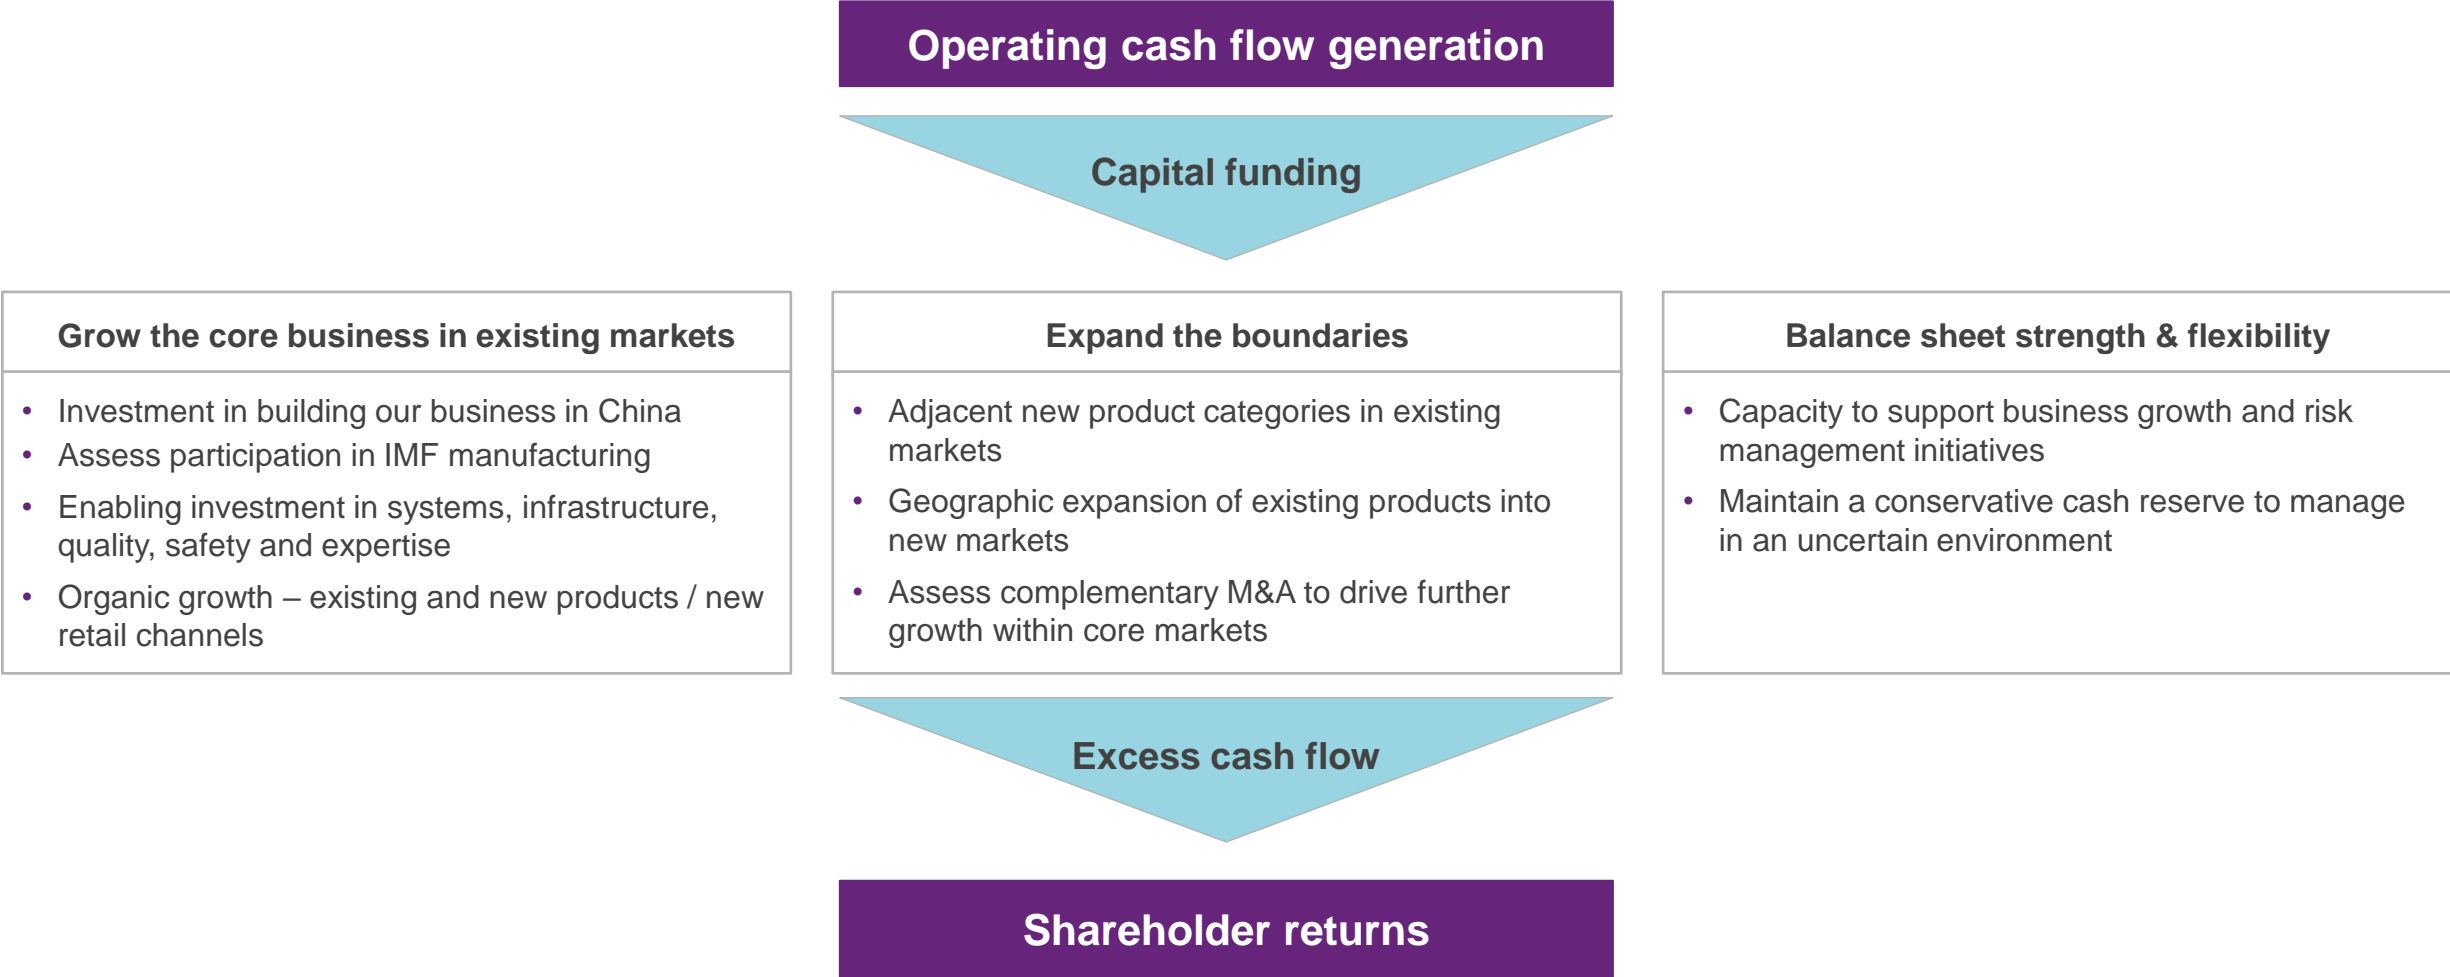 Operating cash flow generation
Capital funding
Grow the core business in existing markets
• Investment in building our business in China
• Assess participation in IMF manufacturing
• Enabling investment in systems, infrastructure,
quality, safety and expertise
• Organic growth – existing and new products / new
retail channels
Expand the boundaries
• Adjacent new product categories in existing
markets
• Geographic expansion of existing products into
new markets
• Assess complementary M&A to drive further
growth within core markets
Balance sheet strength & flexibility
• Capacity to support business growth and risk
management initiatives
• Maintain a conservative cash reserve to manage
in an uncertain environment
Excess cash flow
Shareholder returns